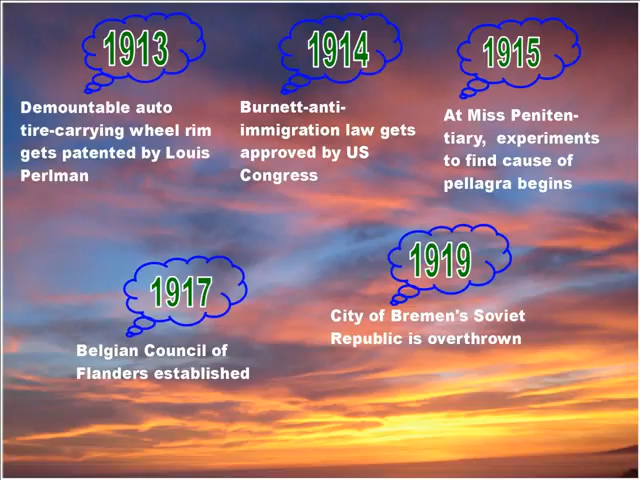 1913
Demountable auto
tire-carrying wheel rim
gets patented by Louis
Perlman
1914
Burnett-anti-
immigration law gets
approved by US
Congress
1915
At Miss Peniten-
tiary, experiments
to find cause of
pellagra begins
1917
Belgian Council of
Flanders established
1919
City of Bremen's Soviet
Republic is overthrown